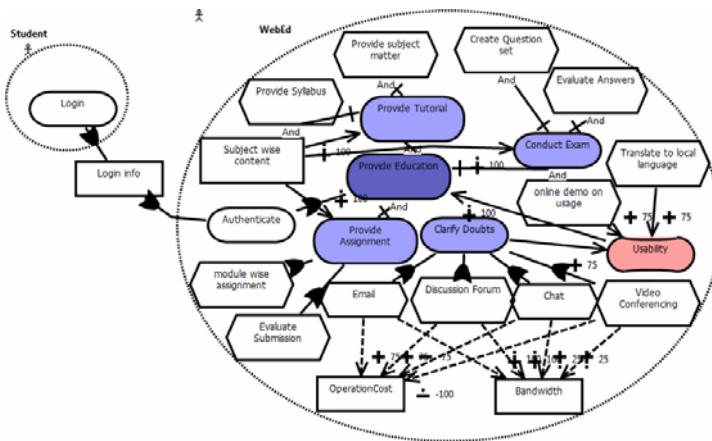 Student
WebEd
Login
Login info
Authenticate
Provide subject
matter
Create Question
set
And
And
Evaluate Answers
Provide Syllabus
And
Provide Tutorial
And
And
Subject wise
content
100
Provide Education
100
Conduct Exam
And
Translate to local
language
online demo on
usage
100
And
100
75
75
Provide
Assignment
Clarify Doubts
Usability
75
module wise
assignment
Email
Discussion Forum
Chat
Video
Conferencing
Evaluate
Submission
75
75
25
25
OperationCost
-100
Bandwidth